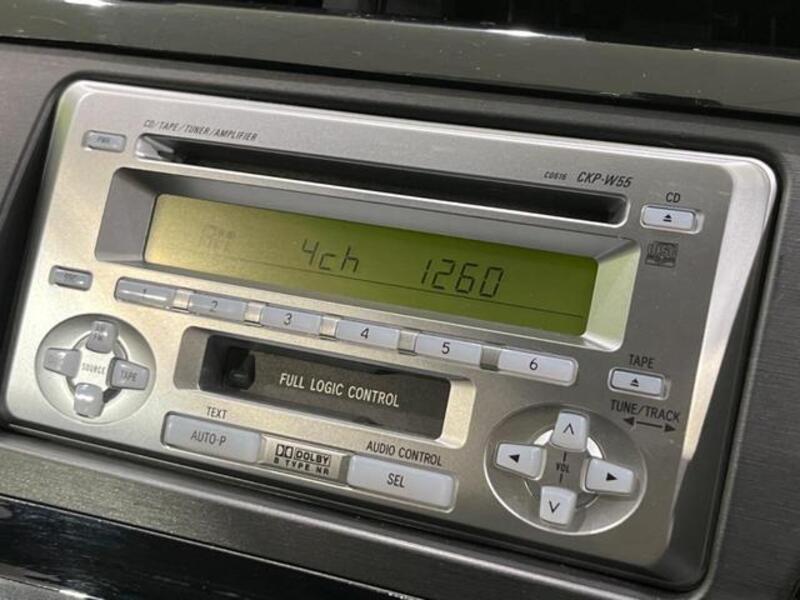 CD/TAPE/TUNER/AMPLIFIER
PWR
CD616 CKP-W55
CD
4ch 1260
1 2 3 4 5 6
TAPE
SOURCE
TAPE
FULL LOGIC CONTROL
TUNE/TRACK
TEXT
AUTO-P
DOLBY
B TYPE NR
AUDIO CONTROL
SEL
VOL